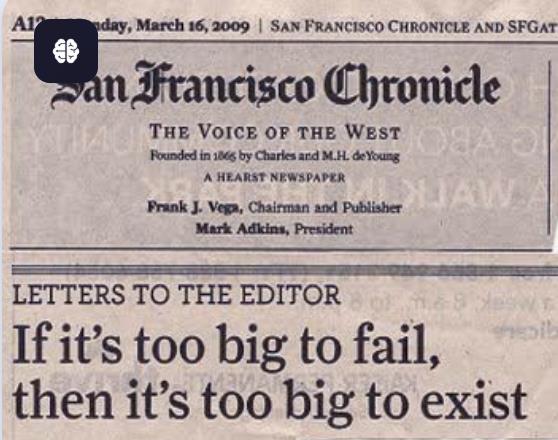 nday, March 16, 2009 | SAN FRANCISCO CHRONICLE AND SFGAT
San Francisco Chronicle
THE VOICE OF THE WEST
Founded in 1865 by Charles and M.H. deYoung
A HEARST NEWSPAPER
Frank J. Vega, Chairman and Publisher
Mark Adkins, President
LETTERS TO THE EDITOR
If it's too big to fail,
then it's too big to exist